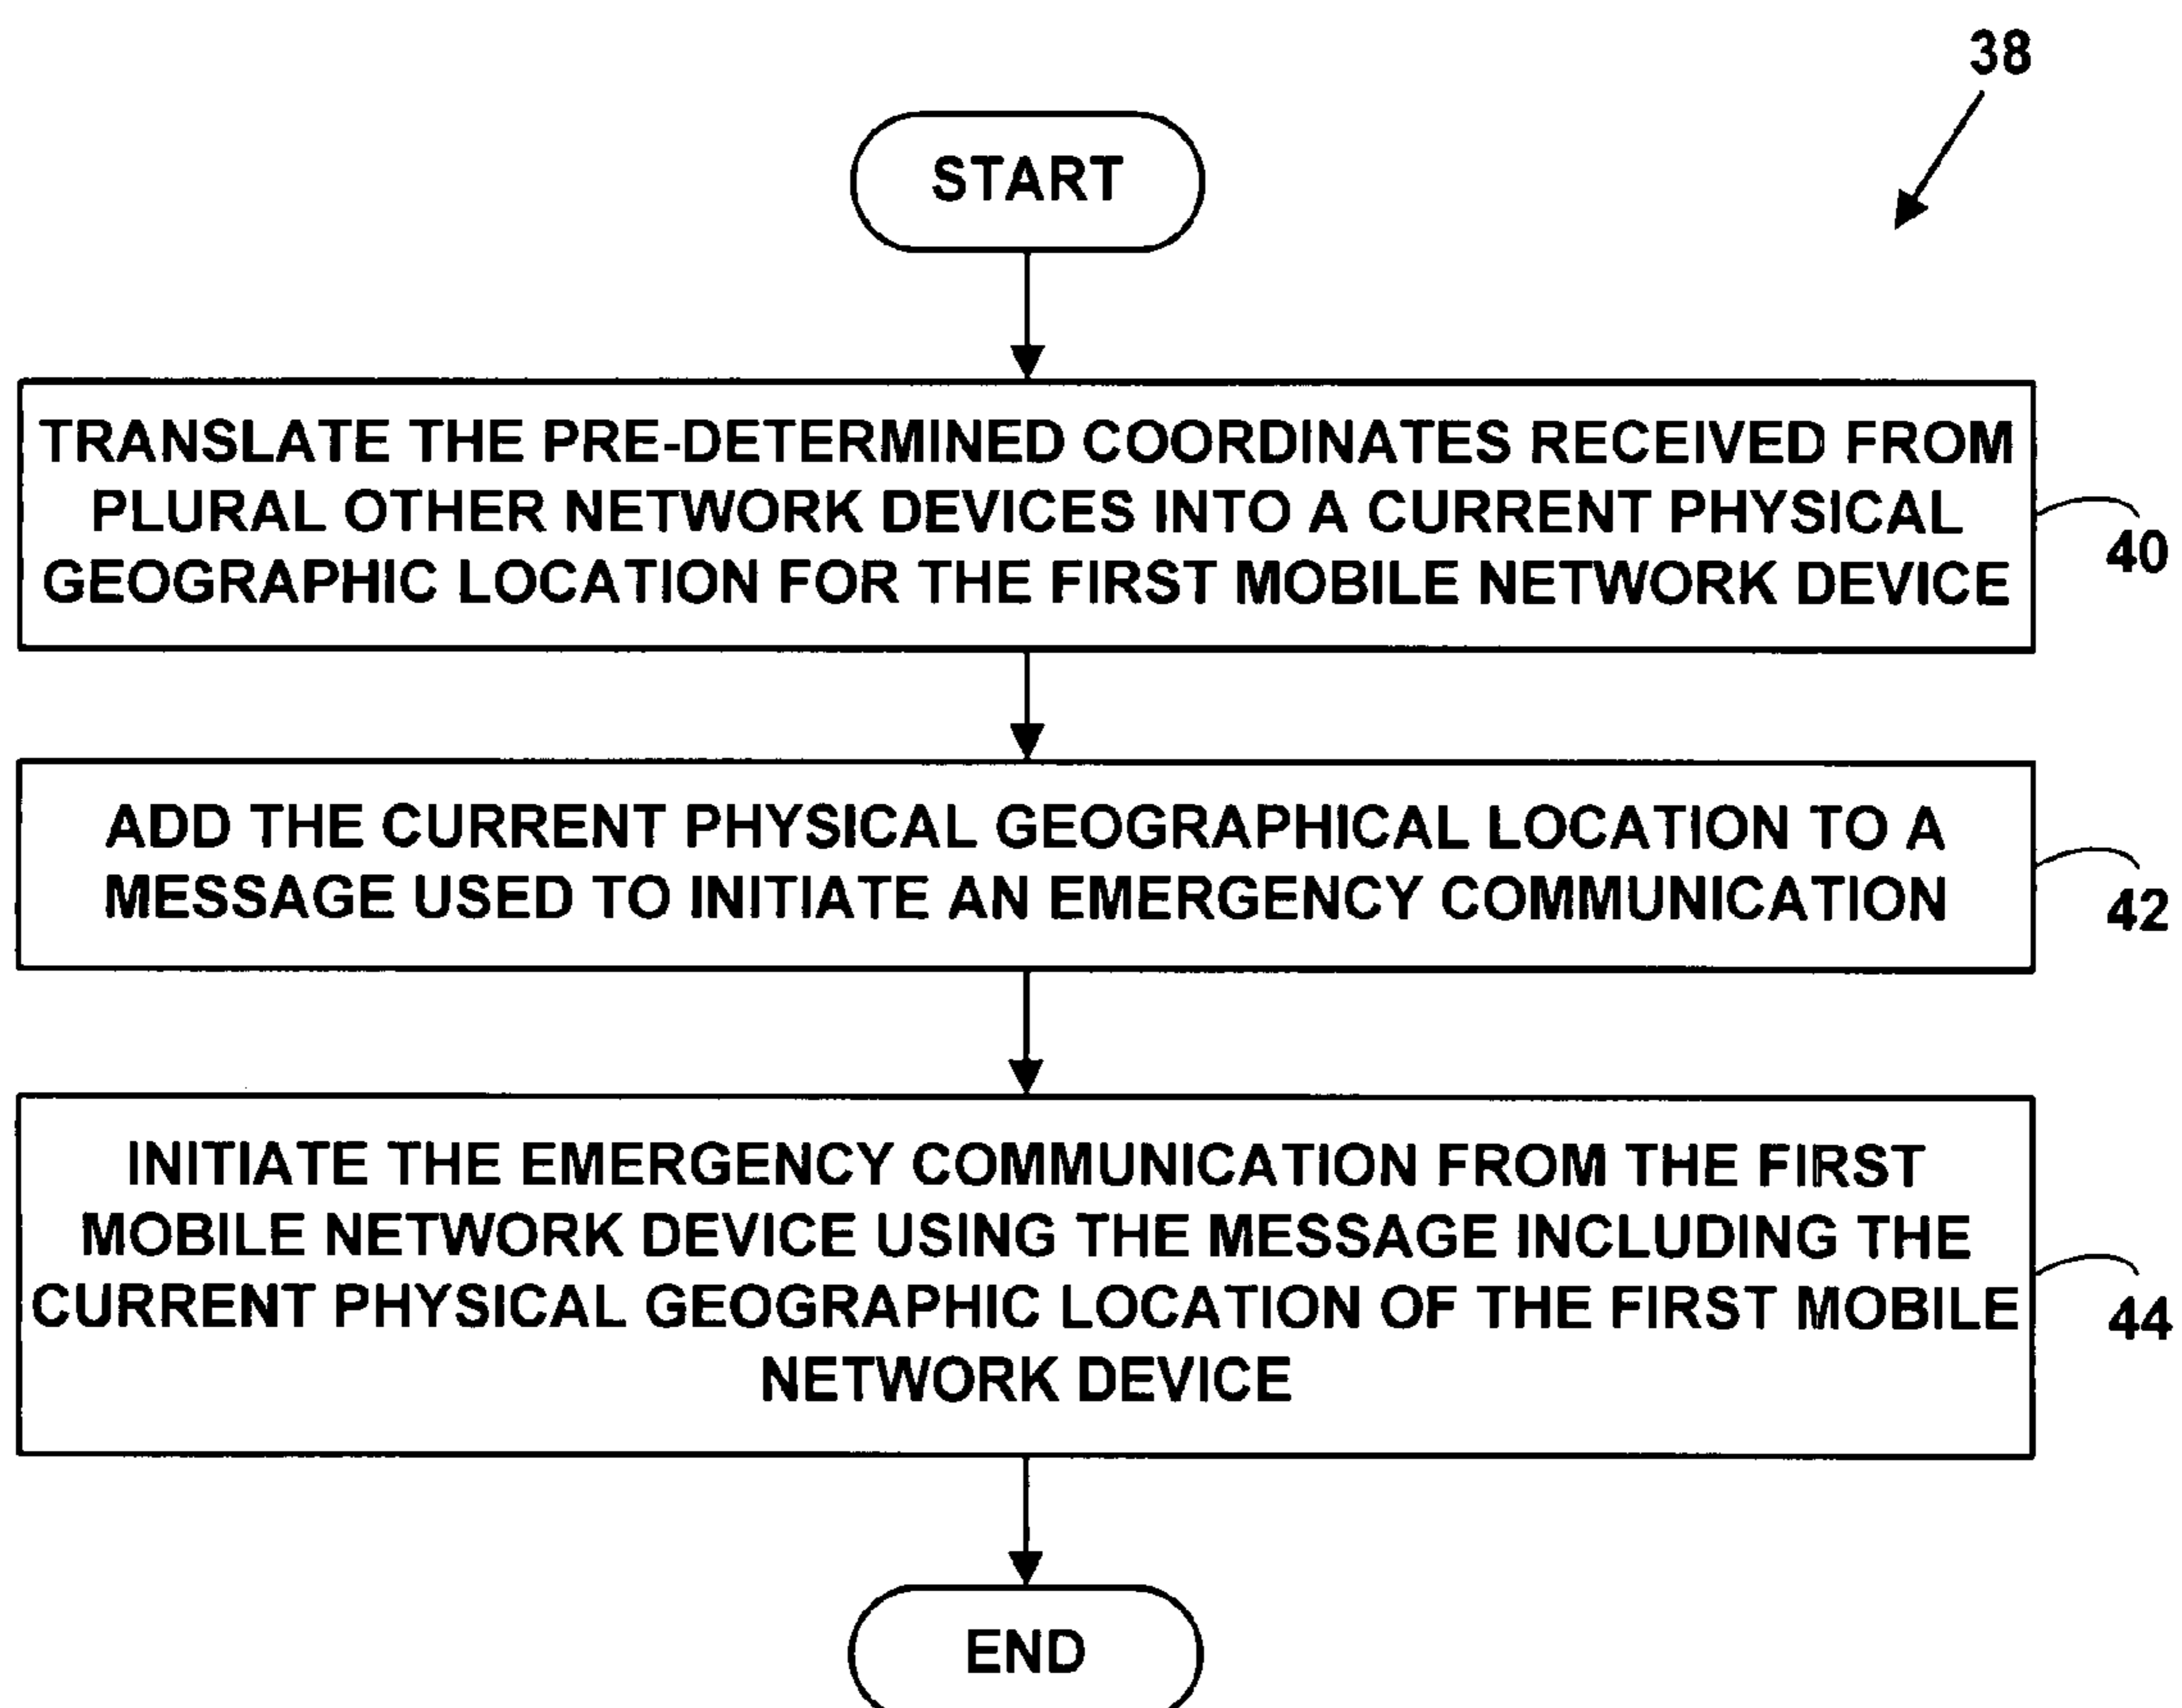 38
START
TRANSLATE THE PRE-DETERMINED COORDINATES RECEIVED FROM
PLURAL OTHER NETWORK DEVICES INTO A CURRENT PHYSICAL
GEOGRAPHIC LOCATION FOR THE FIRST MOBILE NETWORK DEVICE
40
ADD THE CURRENT PHYSICAL GEOGRAPHICAL LOCATION TO A
MESSAGE USED TO INITIATE AN EMERGENCY COMMUNICATION
42
INITIATE THE EMERGENCY COMMUNICATION FROM THE FIRST
MOBILE NETWORK DEVICE USING THE MESSAGE INCLUDING THE
CURRENT PHYSICAL GEOGRAPHIC LOCATION OF THE FIRST MOBILE
NETWORK DEVICE
44
END